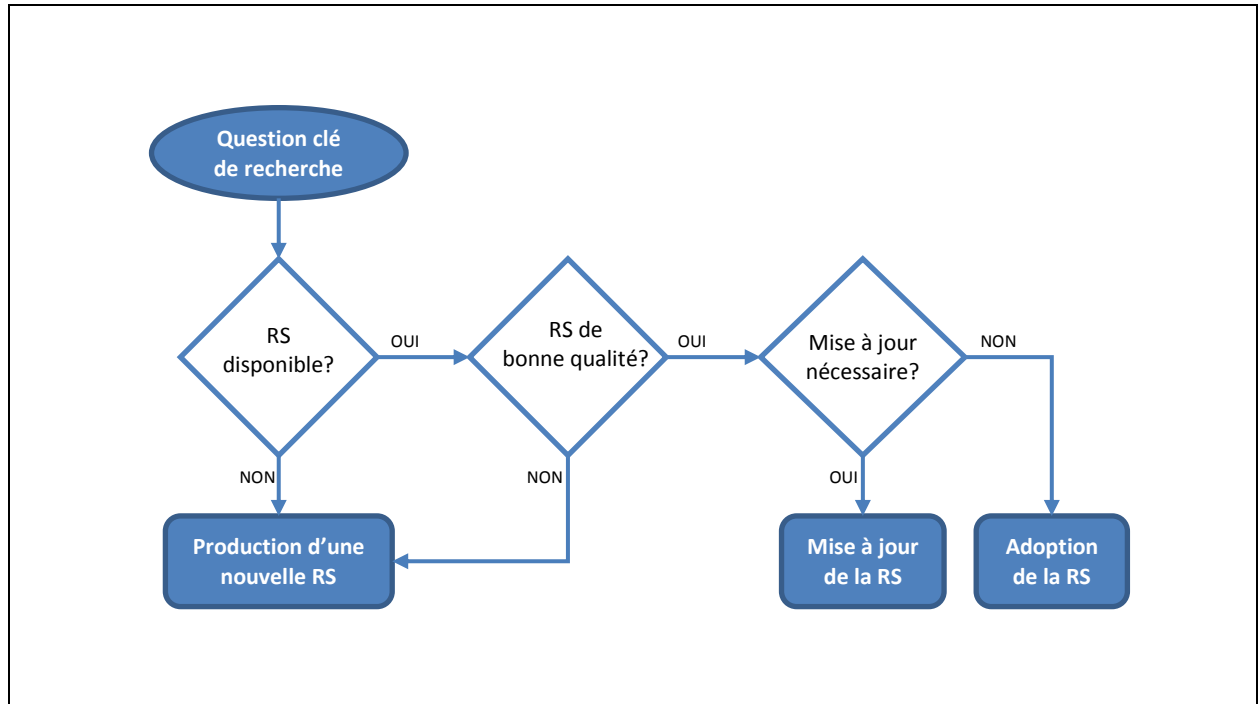 Question clé
de recherche
RS
disponible?
OUI
RS de
bonne qualité?
OUI
Mise à jour
nécessaire?
NON
NON
NON
OUI
Production d’une
nouvelle RS
Mise à jour
de la RS
Adoption
de la RS